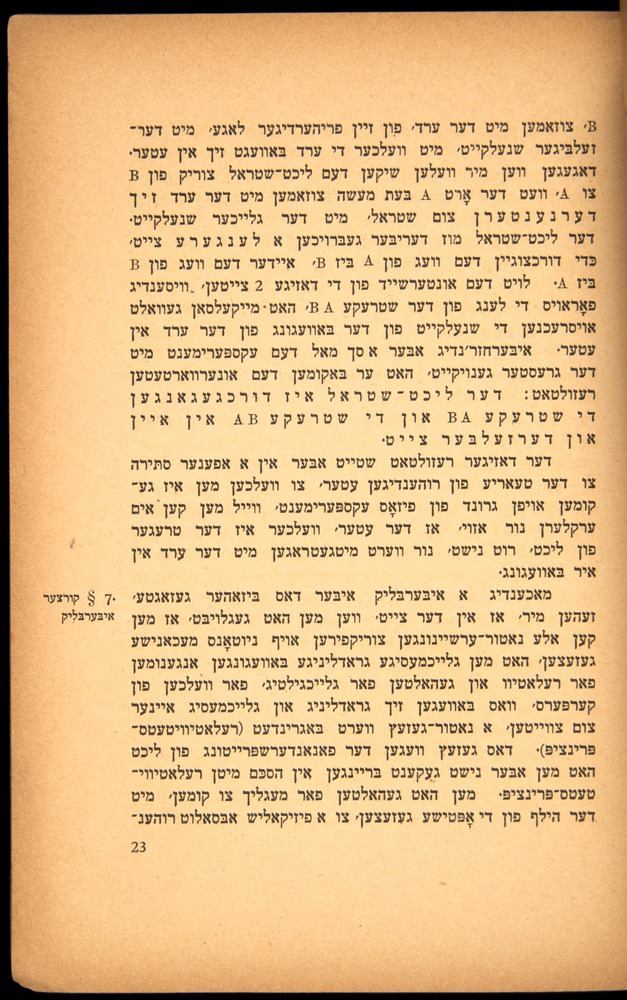 B, צוזאמען מיט דער ערד, פון זיין פריהערדיגער לאגע, מיט דער־
זעלביגער שנעלקייט, מיט וועלכער די ערד באוועגט זיך אין עטער.
דאגעגען ווען מיר וועלען שיקען דעם ליכט־שטראל צוריק פון B
צו A, וועט דער אָרט A בעת מעשה צוזאמען מיט דער ערד זיך
דערנענטערן צום שטראל, מיט דער גלייכער שנעלקייט.
דער ליכט־שטראל מוז דעריבער געברויכען א לענגערע צייט,
כדי דורכצוגיין דעם וועג פון A ביז B, איידער דעם וועג פון B
ביז A. לויט דעם אונטערשייד פון די דאזיגע 2 צייטען, וויסענדיג
פאָראויס די לענג פון דער שטרעקע BA, האט מייקעלסאן געוואלט
אויסרעכנען די שנעלקייט פון דער באוועגונג פון דער ערד אין
עטער. איבערחזר׳נדיג אבער א סך מאל דעם עקספערימענט מיט
דער גרעסטער גענויקייט, האט ער באקומען דעם אונערווארטעטען
רעזולטאט: דער ליכט־שטראל איז דורכגעגאנגען
די שטרעקע BA און די שטרעקע AB אין איין
און דערזעלבער צייט.
דער דאזיגער רעזולטאט שטייט אבער אין א אפענער סתירה
צו דער טעאריע פון רוהענדיגען עטער, צו וועלכען מען איז גע־
קומען אויפן גרונד פון פיזאָס עקספערימענט, ווייל מען קען אים
ערקלערן נור אזוי, אז דער עטער, וועלכער איז דער טרעגער
פון ליכט, רוט נישט, נור ווערט מיטגעטראגען מיט דער ערד אין
איר באוועגונג.
§ 7. קורצער
איבערבליק
מאכענדיג א איבערבליק איבער דאס ביזאהער געזאגטע,
זעהען מיר, אז אין דער צייט, ווען מען האט געגלויבט, אז מען
קען אלע נאטור־ערשיינונגען צוריקפירען אויף ניוטאָנס מעכאנישע
געזעצען, האט מען גלייכמעסיגע גראדליניגע באוועגונגען אנגענומען
פאר רעלאטיוו און געהאלטען פאר גלייכגילטיג, פאר וועלכען פון
קערפערס, וואס באוועגען זיך גראדליניג און גלייכמעסיג איינער
צום צווייטען, א נאטור־געזעץ ווערט באגרינדעט (רעלאטיוויטעטס־
פרינציפ). דאס געזעץ וועגען דער פאנאנדערשפרייטונג פון ליכט
האט מען אבער נישט געקענט בריינגען אין הסכם מיטן רעלאטיווי־
טעטס־פרינציפ. מען האט געהאלטען פאר מעגליך צו קומען, מיט
דער הילף פון די אָפטישע געזעצען, צו א פיזיקאליש אבסאלוט רוהענ־
23